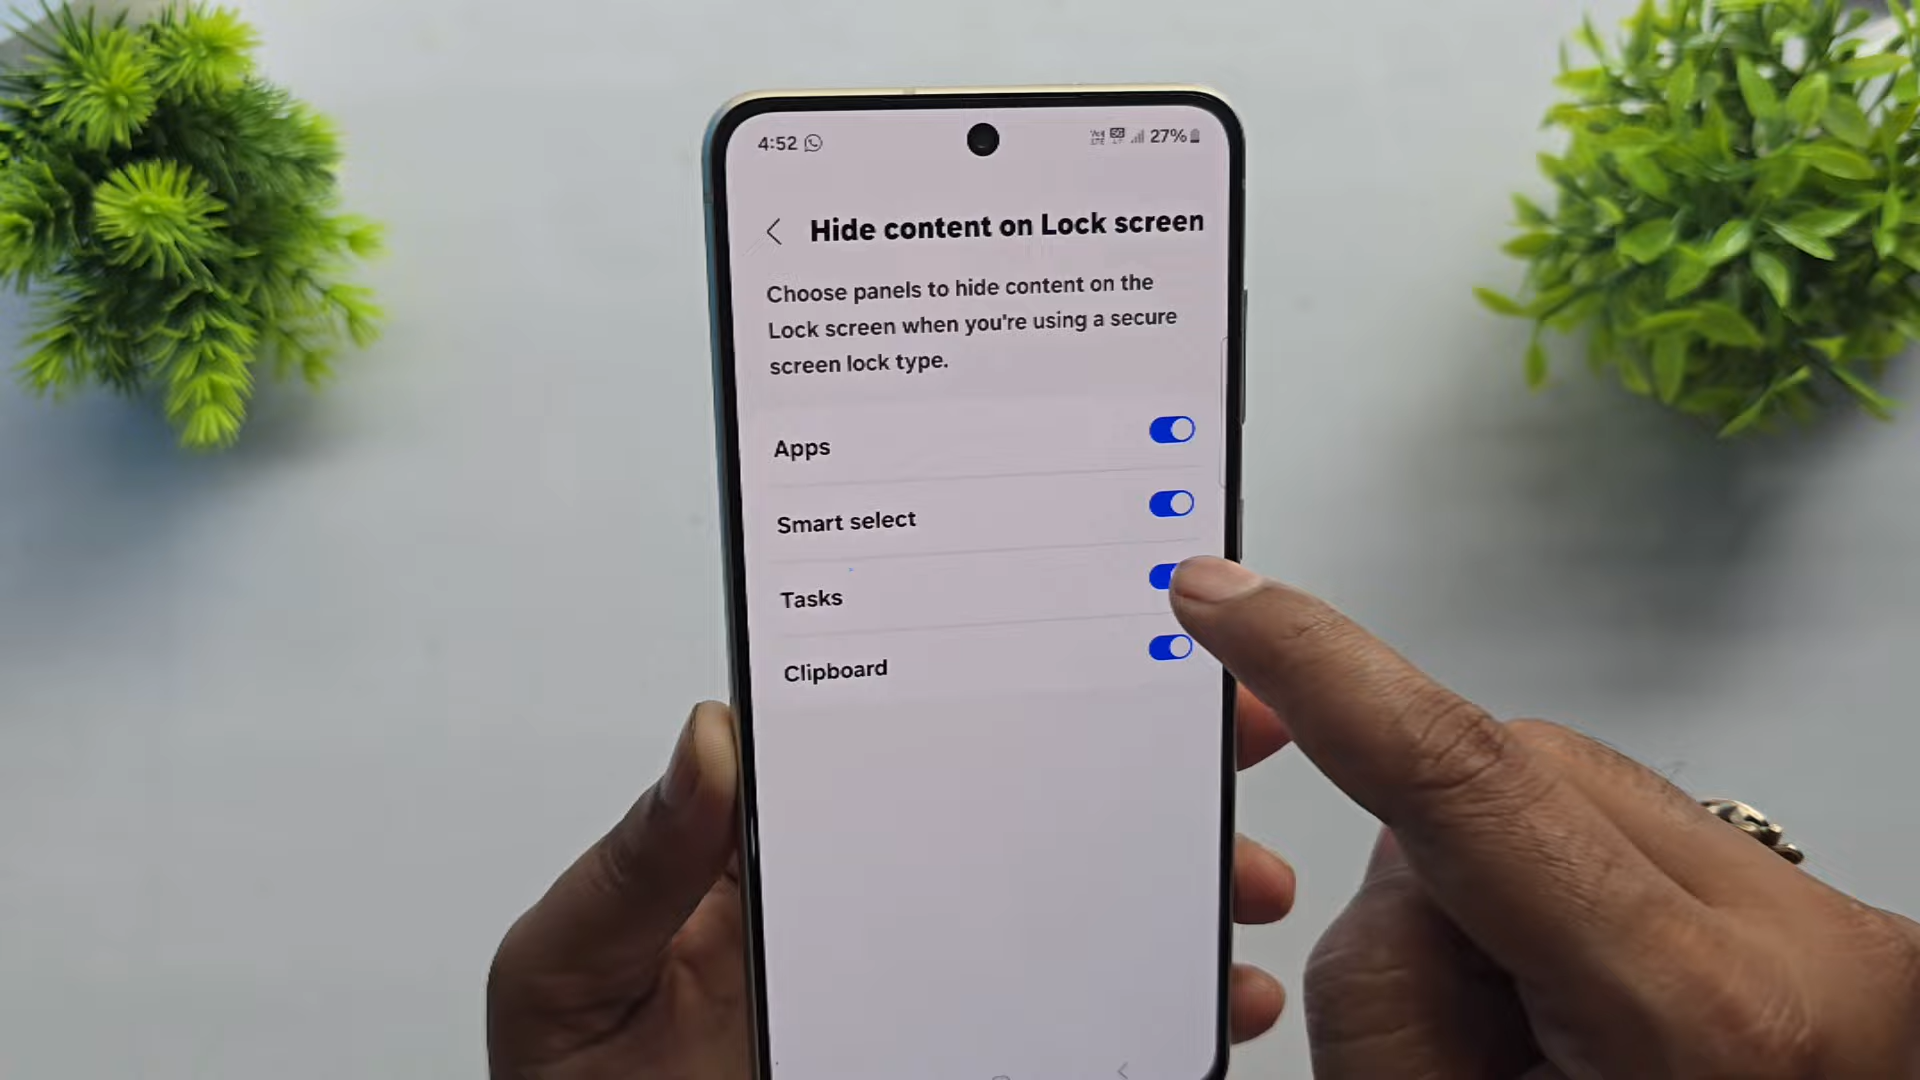 4:52
27%
Hide content on Lock screen
Choose panels to hide content on the
Lock screen when you're using a secure
screen lock type.
Apps
Smart select
Tasks
Clipboard